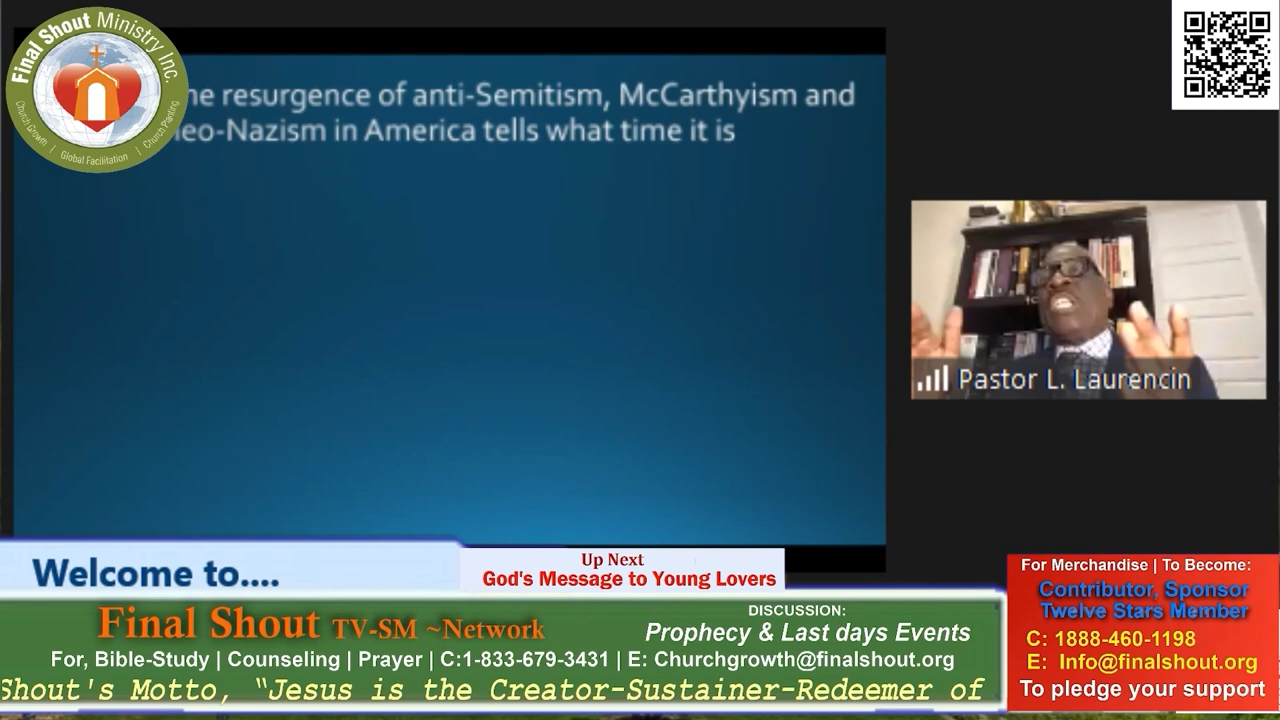 Final Shout Ministry Inc.
Church Growth | Global Facilitation | Church Planting
he resurgence of anti-Semitism, McCarthyism and
eo-Nazism in America tells what time it is
Pastor L. Laurencin
Welcome to....
Up Next
God's Message to Young Lovers
Final Shout TV-SM ~Network
DISCUSSION:
Prophecy & Last days Events
For, Bible-Study | Counseling | Prayer | C:1-833-679-3431 | E: Churchgrowth@finalshout.org
Shout's Motto, “Jesus is the Creator-Sustainer-Redeemer of
For Merchandise | To Become:
Contributor, Sponsor
Twelve Stars Member
C: 1888-460-1198
E: Info@finalshout.org
To pledge your support